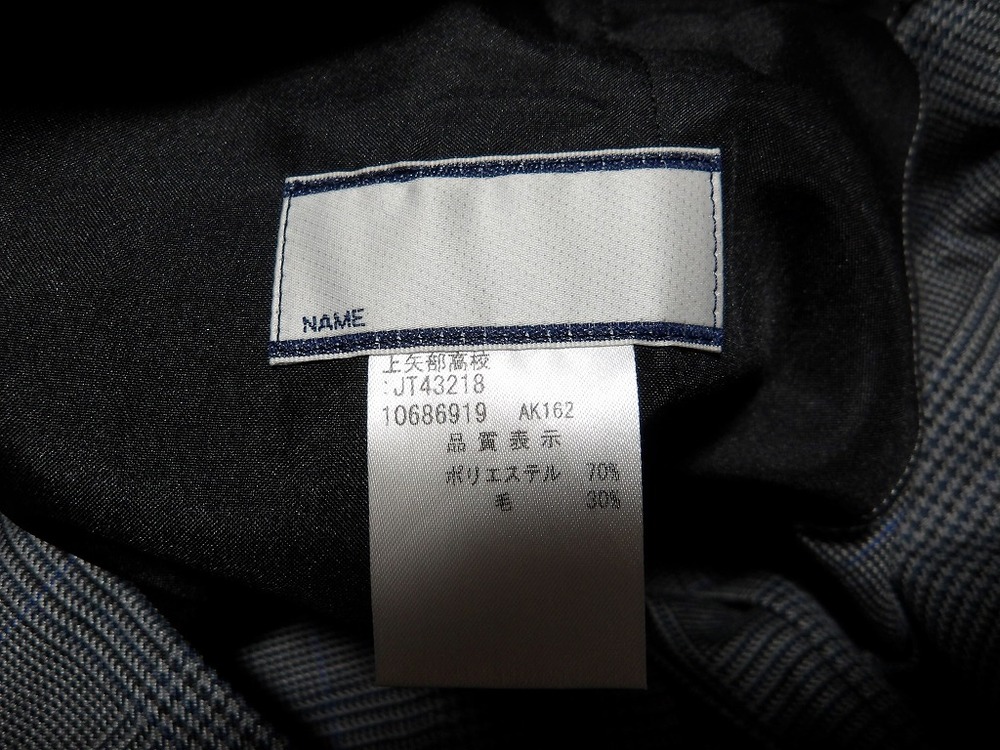 NAME
上矢部高校
:JT43218
10686919 AK162
品質表示
ポリエステル 70%
毛 30%